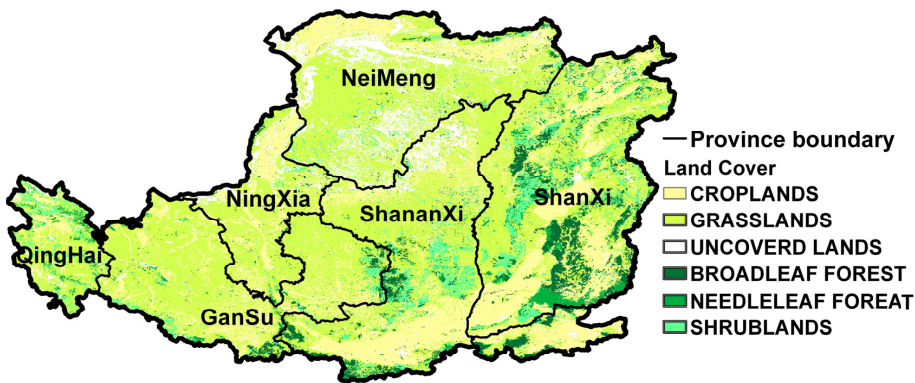 NeiMeng
Province boundary
Land Cover
NingXia
ShananXi
ShanXi
CROPLANDS
GRASSLANDS
QingHai
UNCOVERD LANDS
BROADLEAF FOREST
NEEDLELEAF FOREAT
GanSu
SHRUBLANDS